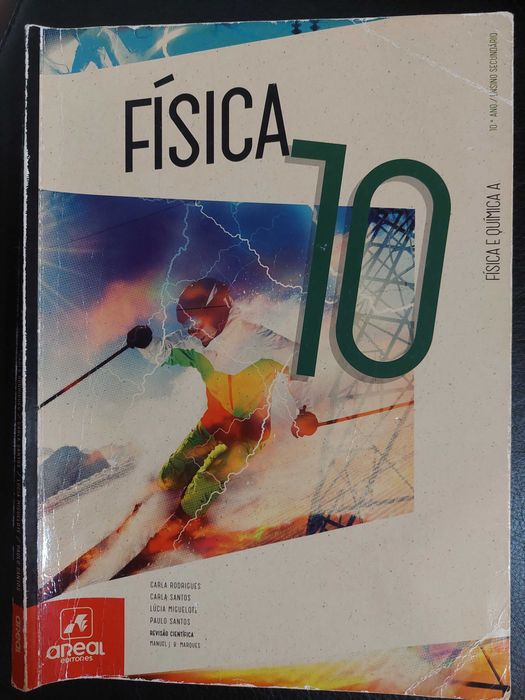 FÍSICA
10
10.º ANO / ENSINO SECUNDÁRIO
FÍSICA E QUÍMICA A
CARLA RODRIGUES
CARLA SANTOS
LÚCIA MIGUELOTE
PAULO SANTOS
REVISÃO CIENTÍFICA
MANUEL J. R. MARQUES
areal
EDITORES